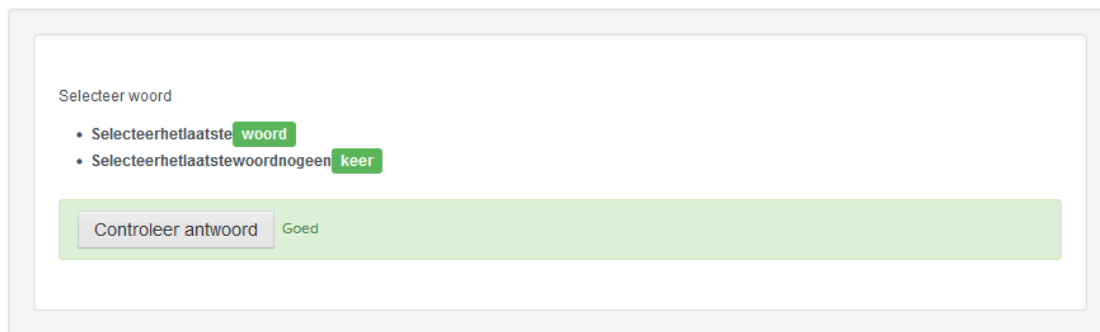 Selecteer woord
• Selecteerhetlaatste woord
• Selecteerhetlaatstewoordnogeen keer
Controleer antwoord Goed